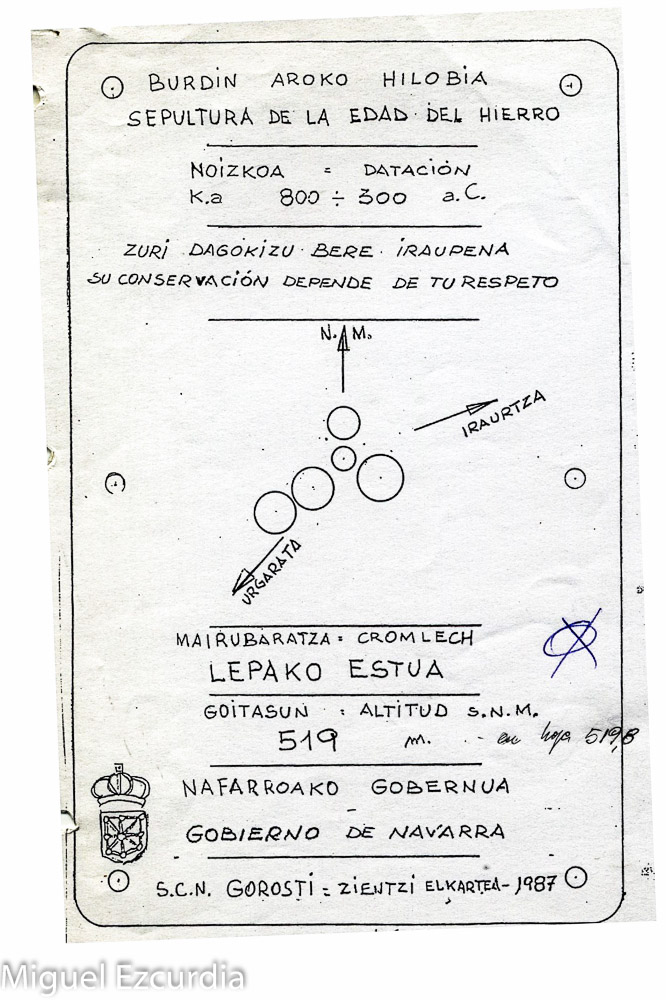 BURDIN AROKO HILOBIA
SEPULTURA DE LA EDAD DEL HIERRO
NOIZKOA = DATACIÓN
K.a 800 ÷ 300 a.C.
ZURI DAGOKIZU BERE IRAUPENA
SU CONSERVACIÓN DEPENDE DE TU RESPETO
N. M.
IRAURTZA
URGARATA
MAIRUBARATZA = CROMLECH
LEPAKO ESTUA
GOITASUN = ALTITUD S.N.M.
519 m. - en hoja 519,8
NAFARROAKO GOBERNUA
GOBIERNO DE NAVARRA
S.C.N. GOROSTI = ZIENTZI ELKARTEA - 1987
Miguel Ezcurdia